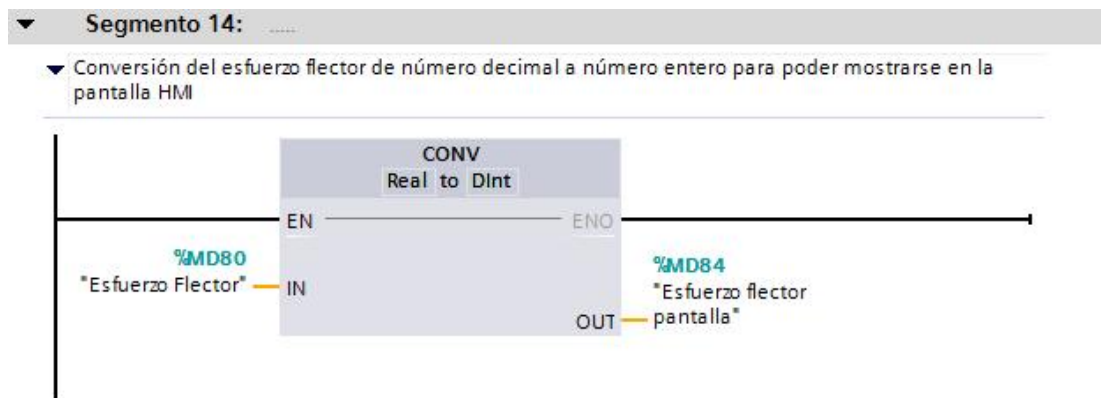 Segmento 14: .....
Conversión del esfuerzo flector de número decimal a número entero para poder mostrarse en la
pantalla HMI
CONV
Real to DInt
EN ENO
%MD80
"Esfuerzo Flector" IN
%MD84
"Esfuerzo flector
OUT pantalla"